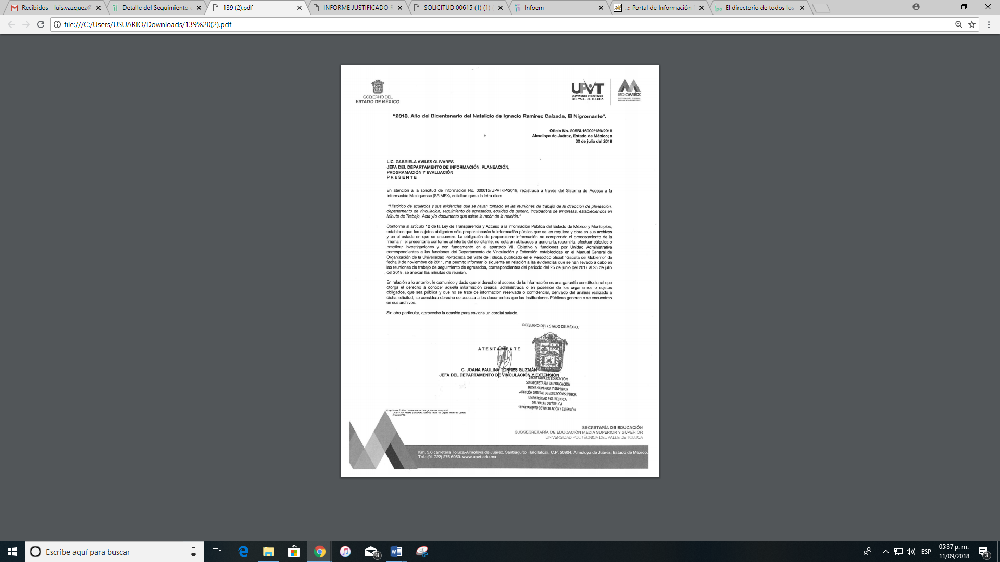 Recibidos - luis.vazquez@
Detalle del Seguimiento
139 (2).pdf
INFORME JUSTIFICADO
SOLICITUD 00615 (1) (1)
Infoem
..:: Portal de Información
El directorio de todos los
file:///C:/Users/USUARIO/Downloads/139%20(2).pdf
GOBIERNO DEL
ESTADO DE MÉXICO
UPVT
UNIVERSIDAD POLITÉCNICA
DEL VALLE DE TOLUCA
EDOMÉX
"2018. Año del Bicentenario del Natalicio de Ignacio Ramírez Calzada, El Nigromante".
Oficio No. 205BL16002/139/2018
Almoloya de Juárez, Estado de México; a
30 de julio del 2018
LIC. GABRIELA AVILES OLIVARES
JEFA DEL DEPARTAMENTO DE INFORMACIÓN, PLANEACIÓN,
PROGRAMACIÓN Y EVALUACIÓN
P R E S E N T E
En atención a la solicitud de información No. 000615/UPVT/IP/2018, registrada a través del Sistema de Acceso a la
Información Mexiquense (SAIMEX), solicitud que a la letra dice:
"Histórico de acuerdos y sus evidencias que se hayan tomado en las reuniones de trabajo de la dirección de planeación,
departamento de vinculacion, seguimiento de egresados, equidad de genero, incubadora de empresas, estableciendos en
Minuta de Trabajo, Acta y/o documento que asiste la razón de la reunión."
Conforme al artículo 12 de la Ley de Transparencia y Acceso a la información Pública del Estado de México y Municipios,
establece que los sujetos obligados sólo proporcionarán la información pública que se les requiera y obre en sus archivos
y en el estado en que se encuentre. La obligación de proporcionar información no comprende el procesamiento de la
misma ni el presentarla conforme al interés del solicitante; no estarán obligados a generarla, resumirla, efectuar cálculos o
practicar investigaciones y con fundamento en el apartado VII. Objetivo y funciones por Unidad Administrativa
correspondientes a las funciones del Departamento de Vinculación y Extensión establecidas en el Manual General de
Organización de la Universidad Politécnica del Valle de Toluca, publicado en el Periódico oficial "Gaceta del Gobierno" de
fecha 9 de noviembre de 2011, me permito informar lo siguiente en relación a las evidencias que se han llevado a cabo en
las reuniones de trabajo de seguimiento de egresados, correspondientes del periodo del 25 de junio del 2017 al 25 de julio
del 2018, se anexan las minutas de reunión.
En relación a lo anterior, le comunico y dado que el derecho al acceso de la información es una garantía constitucional que
otorga el derecho a conocer aquella información creada, administrada o en posesión de los organismos o sujetos
obligados, que sea pública y que no se trate de información reservada o confidencial, derivado del análisis realizado a
dicha solicitud, se considera derecho de accesar a los documentos que las Instituciones Públicas generen o se encuentren
en sus archivos.
Sin otro particular, aprovecho la ocasión para enviarle un cordial saludo.
GOBIERNO DEL ESTADO DE MÉXICO
A T E N T A M E N T E
C. JOANA PAULINA TORRES GUZMÁN
JEFA DEL DEPARTAMENTO DE VINCULACIÓN Y EXTENSIÓN
SECRETARÍA DE EDUCACIÓN
SUBSECRETARÍA DE EDUCACIÓN
MEDIA SUPERIOR Y SUPERIOR
DIRECCIÓN GENERAL DE EDUCACIÓN SUPERIOR
UNIVERSIDAD POLITÉCNICA
DEL VALLE DE TOLUCA
DEPARTAMENTO DE VINCULACIÓN Y EXTENSIÓN
SECRETARÍA DE EDUCACIÓN
SUBSECRETARÍA DE EDUCACIÓN MEDIA SUPERIOR Y SUPERIOR
UNIVERSIDAD POLITÉCNICA DEL VALLE DE TOLUCA
Km. 5.6 carretera Toluca-Almoloya de Juárez, Santiaguito Tlalcilalcali, C.P. 50904, Almoloya de Juárez, Estado de México.
Tel.: (01 722) 276 6060. www.upvt.edu.mx
Escribe aquí para buscar
3
ESP
05:37 p. m.
11/09/2018
3